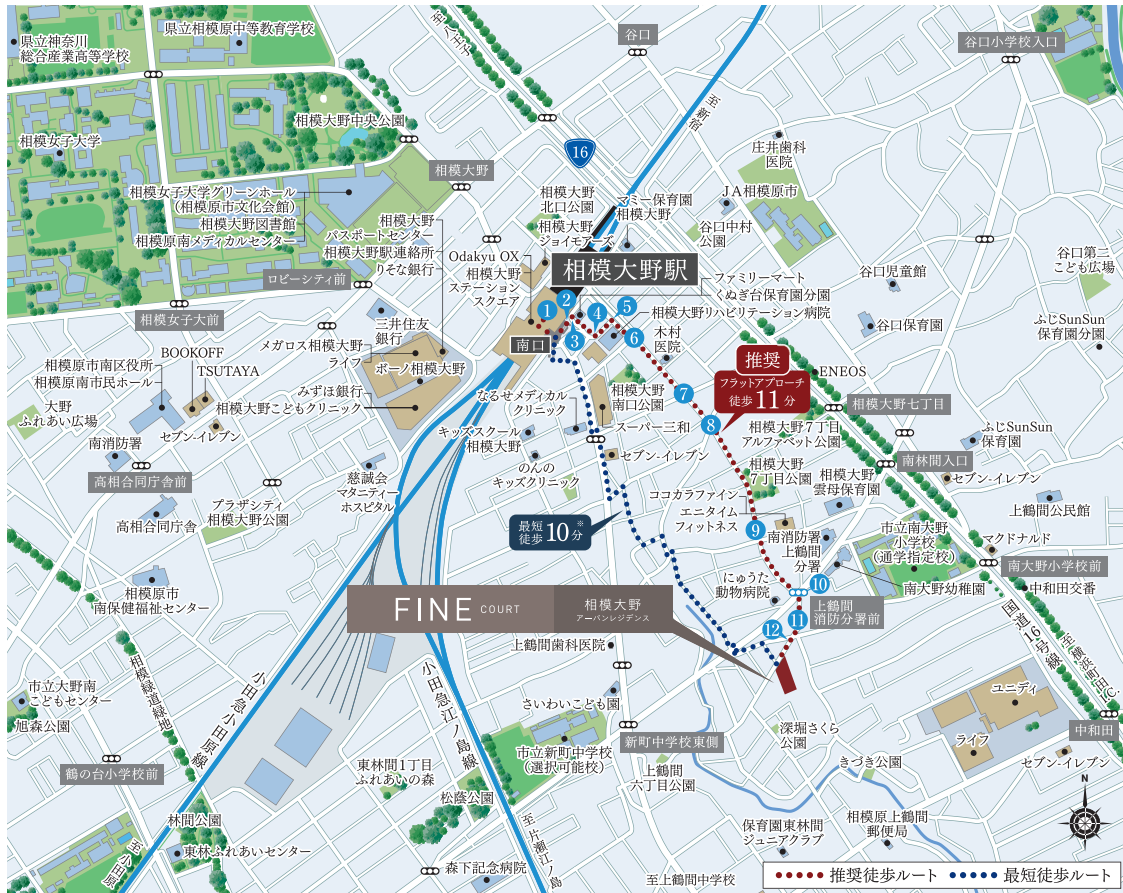 県立相模原中等教育学校
県立神奈川
総合産業高等学校
至八王子
谷口
谷口小学校入口
至新宿
相模女子大学
相模大野中央公園
16
庄井歯科
医院
相模大野
JA相模原市
相模女子大学グリーンホール
(相模原市文化会館)
相模大野図書館
相模原南メディカルセンター
相模大野
北口公園
マミー保育園
相模大野
相模大野
パスポートセンター
相模大野
ジョイモアーズ
谷口中村
公園
相模大野駅連絡所
りそな銀行
Odakyu OX
相模大野
ステーション
スクエア
相模大野駅
谷口第二
こども広場
谷口児童館
ロビーシティ前
ファミリーマート
くぬぎ台保育園分園
相模大野リハビリテーション病院
相模女子大前
1
2
3
4
5
6
南口
三井住友
銀行
木村
医院
谷口保育園
ふじSunSun
保育園分園
メガロス相模大野
ライフ
ボーノ相模大野
BOOKOFF
TSUTAYA
相模原市南区役所
相模原南市民ホール
推奨
フラットアプローチ
徒歩11分
ENEOS
みずほ銀行
相模大野こどもクリニック
なるせメディカル
クリニック
相模大野
南口公園
7
相模大野七丁目
大野
ふれあい広場
スーパー三和
8
相模大野7丁目
アルファベット公園
セブン-イレブン
キッズスクール
相模大野
ふじSunSun
保育園
南消防署
セブン-イレブン
南林間入口
高相合同庁舎前
慈誠会
マタニティー
ホスピタル
のんの
キッズクリニック
相模大野
7丁目公園
相模大野
雲母保育園
セブン-イレブン
プラザシティ
相模大野公園
ココカラファイン
エニタイム
フィットネス
上鶴間公民館
高相合同庁舎
最短
徒歩10分
※
9
南消防署
上鶴間
分署
市立南大野
小学校
(通学指定校)
マクドナルド
南大野小学校前
相模原市
南保健福祉センター
にゅうた
動物病院
10
南大野幼稚園
中和田交番
FINE COURT
相模大野
アーバンレジデンス
11
上鶴間
消防分署前
12
国道16号線
至横浜町田I.C.
上鶴間歯科医院
相模緑道緑地
小田急小田原線
小田急江ノ島線
市立大野南
こどもセンター
旭森公園
さいわいこども園
ユニディ
新町中学校東側
深堀さくら
公園
中和田
市立新町中学校
(選択可能校)
ライフ
鶴の台小学校前
東林間1丁目
ふれあいの森
上鶴間
六丁目公園
きづき公園
セブン-イレブン
N
松蔭公園
林間公園
至小田原
東林ふれあいセンター
至片瀬江ノ島
保育園東林間
ジュニアクラブ
相模原上鶴間
郵便局
森下記念病院
至上鶴間中学校
推奨徒歩ルート
最短徒歩ルート